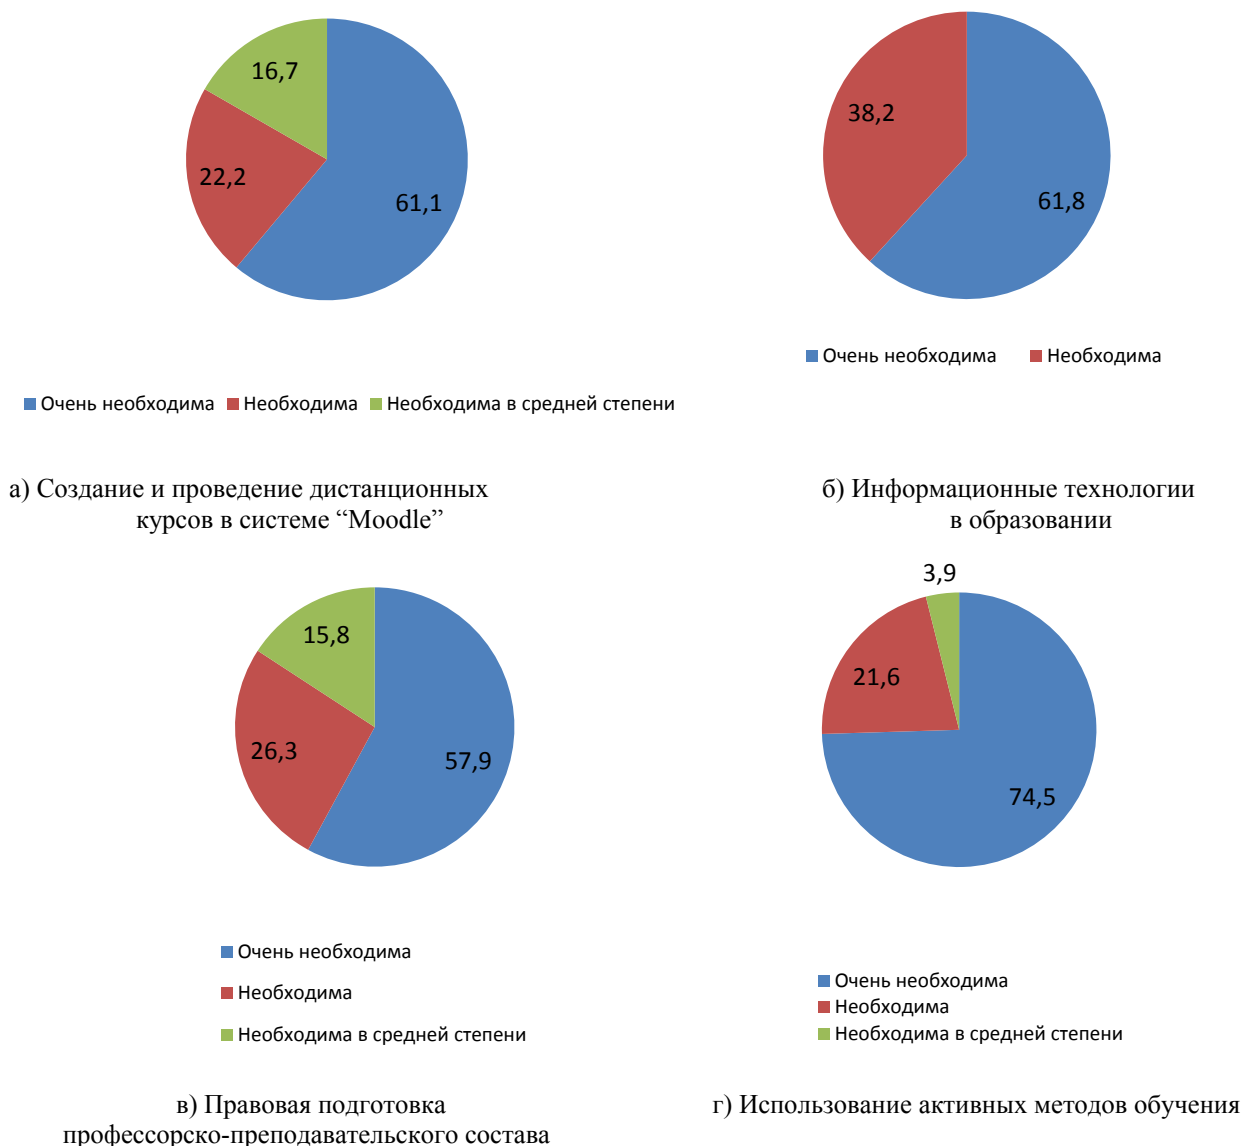 16,7
22,2
61,1
Очень необходима Необходима Необходима в средней степени
а) Создание и проведение дистанционных
курсов в системе “Moodle”
38,2
61,8
Очень необходима Необходима
б) Информационные технологии
в образовании
15,8
26,3
57,9
Очень необходима
Необходима
Необходима в средней степени
в) Правовая подготовка
профессорско-преподавательского состава
3,9
21,6
74,5
Очень необходима
Необходима
Необходима в средней степени
г) Использование активных методов обучения